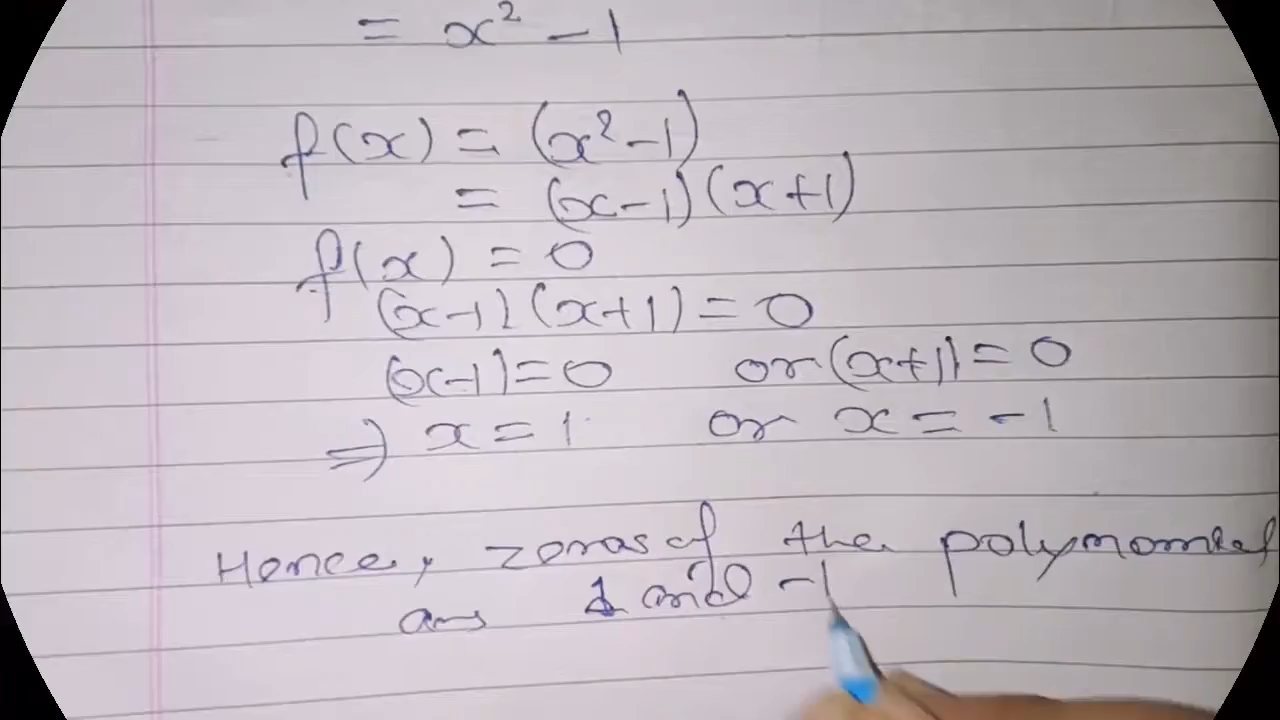 = x² - 1
f(x) = (x² - 1)
= (x - 1) (x + 1)
f(x) = 0
(x - 1) (x + 1) = 0
(x - 1) = 0 or (x + 1) = 0
⇒ x = 1 or x = -1
Hence, zeros of the polynomial
are 1 and -1